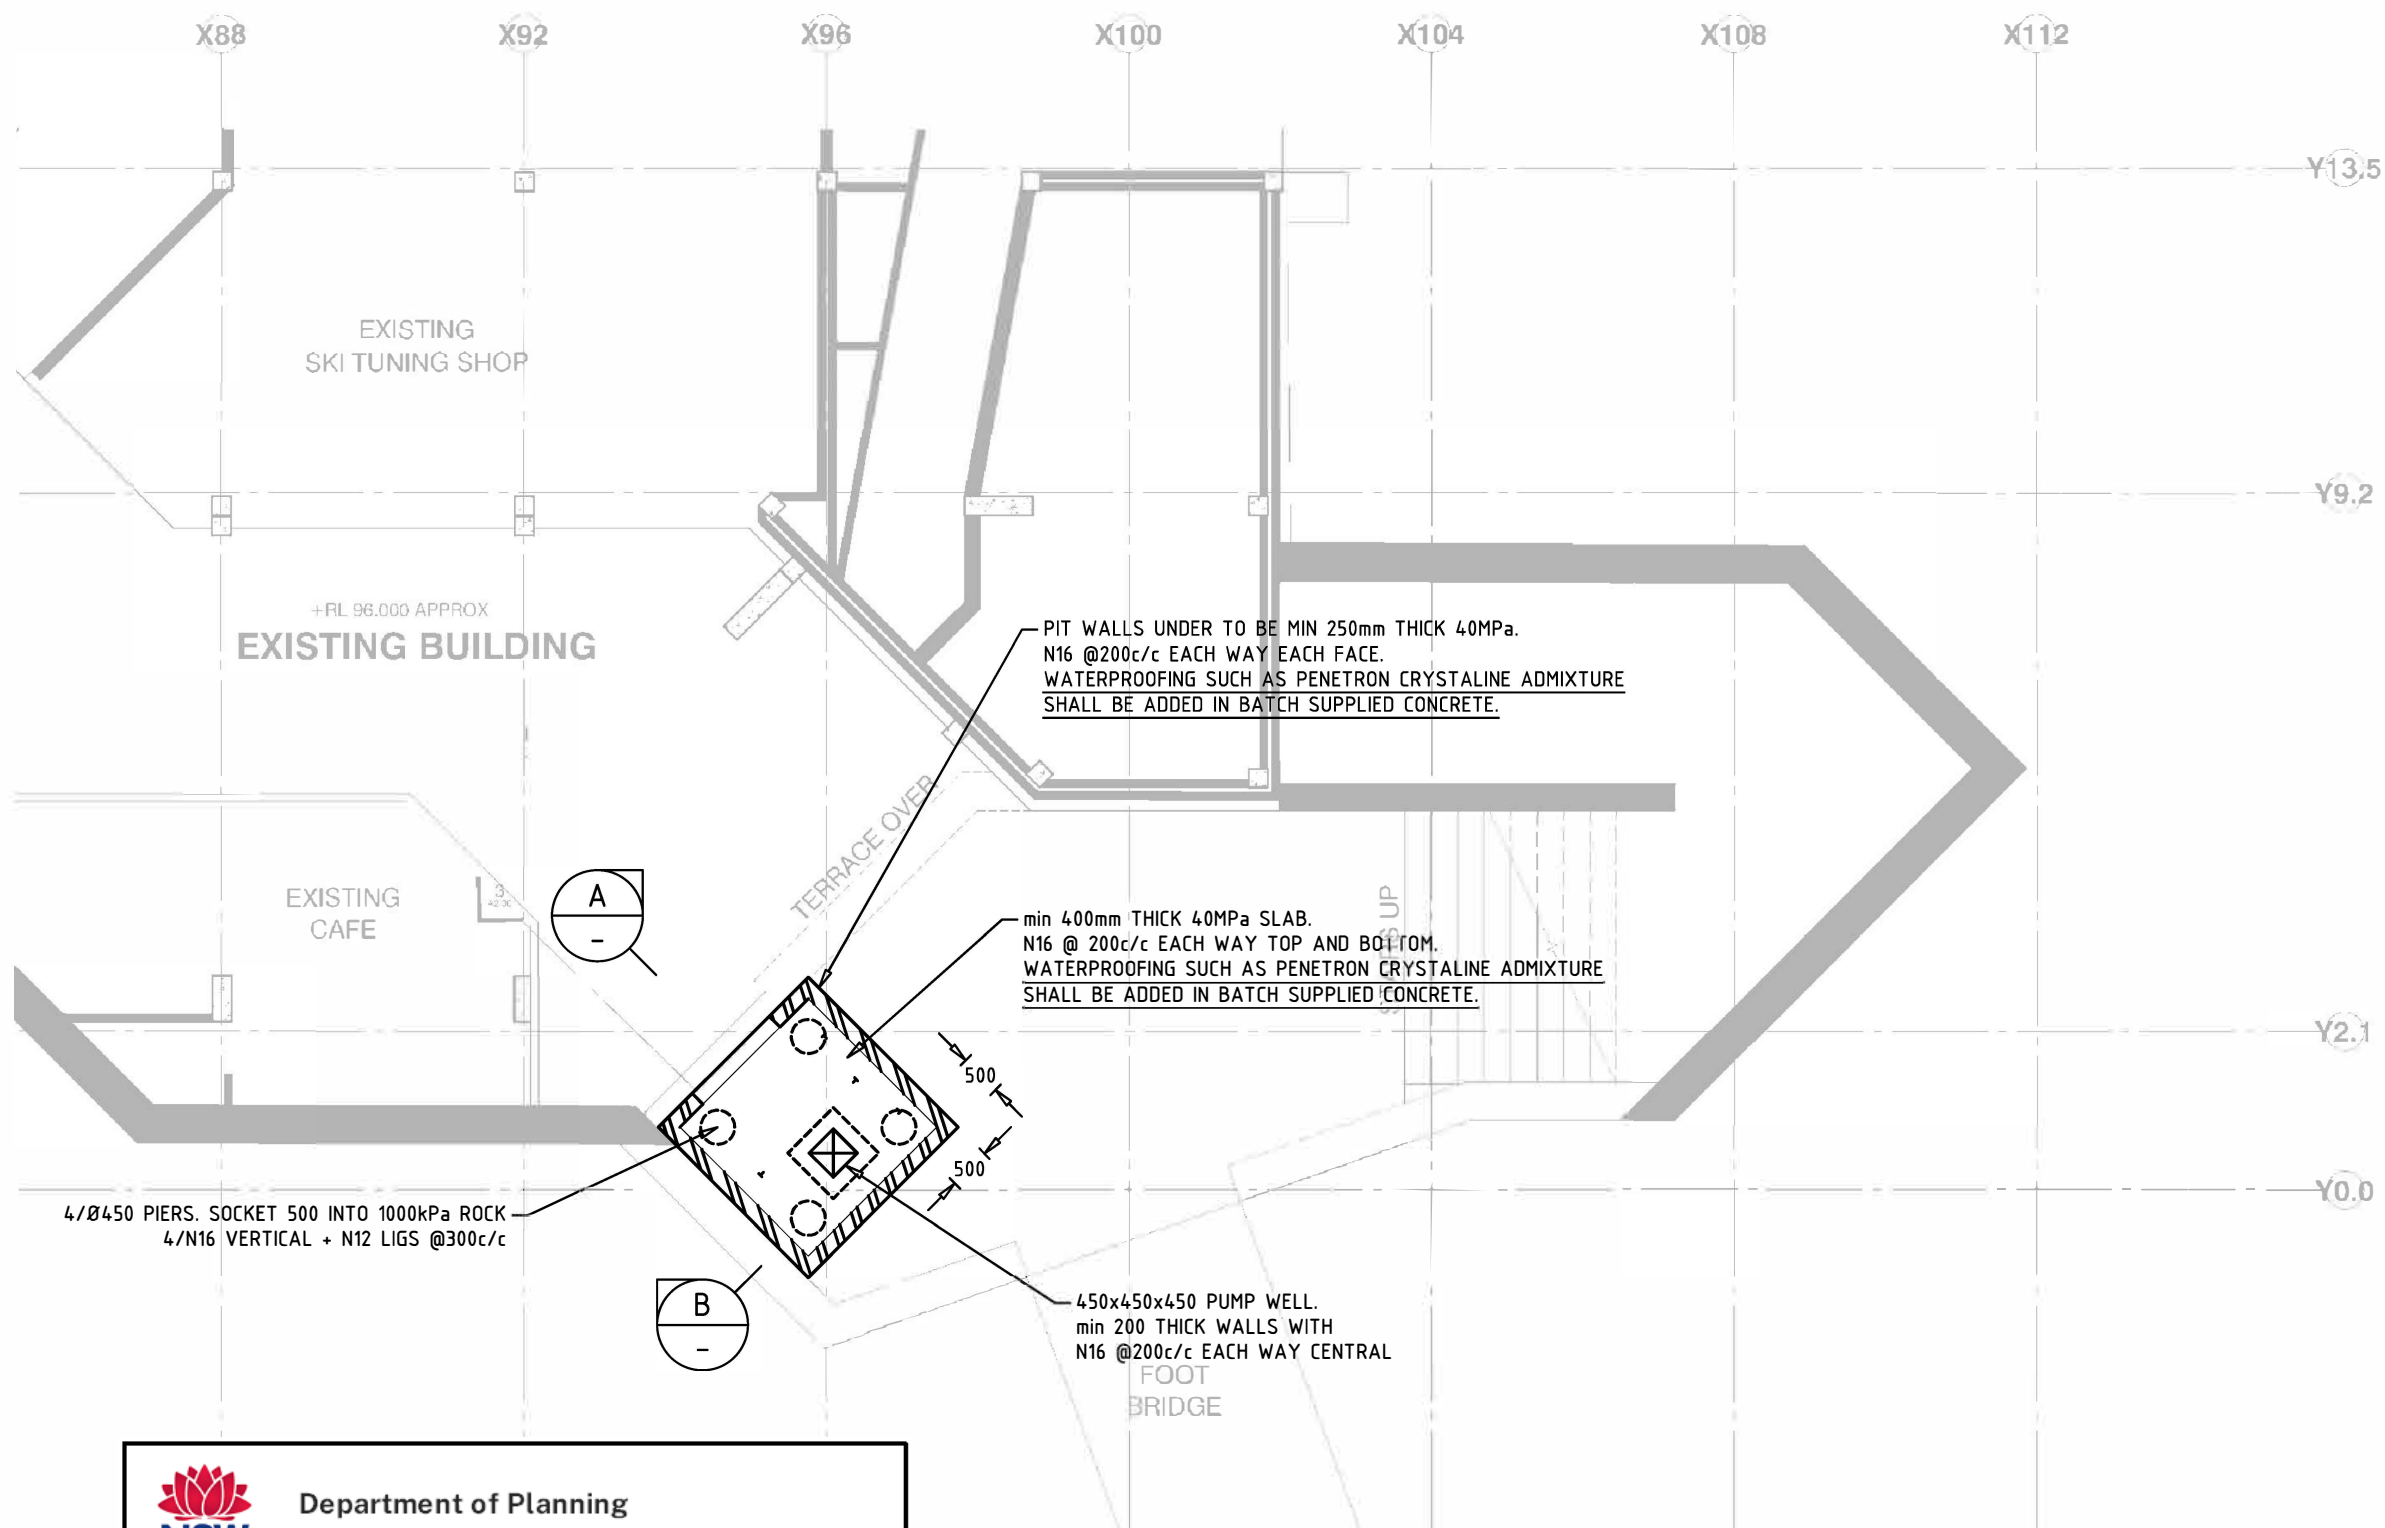 X88 X92 X96 X100 X104 X108 X112
Y13.5
EXISTING
SKI TUNING SHOP
Y9.2
+RL 96.000 APPROX
EXISTING BUILDING
PIT WALLS UNDER TO BE MIN 250mm THICK 40MPa.
N16 @200c/c EACH WAY EACH FACE.
WATERPROOFING SUCH AS PENETRON CRYSTALINE ADMIXTURE
SHALL BE ADDED IN BATCH SUPPLIED CONCRETE.
TERRACE OVER
EXISTING
CAFE
3
A
-
min 400mm THICK 40MPa SLAB.
N16 @ 200c/c EACH WAY TOP AND BOTTOM.
WATERPROOFING SUCH AS PENETRON CRYSTALINE ADMIXTURE
SHALL BE ADDED IN BATCH SUPPLIED CONCRETE.
STAIRS UP
Y2.1
500
500
Y0.0
4/Ø450 PIERS. SOCKET 500 INTO 1000kPa ROCK
4/N16 VERTICAL + N12 LIGS @300c/c
B
-
450x450x450 PUMP WELL.
min 200 THICK WALLS WITH
N16 @200c/c EACH WAY CENTRAL
FOOT
BRIDGE
Department of Planning
NSW